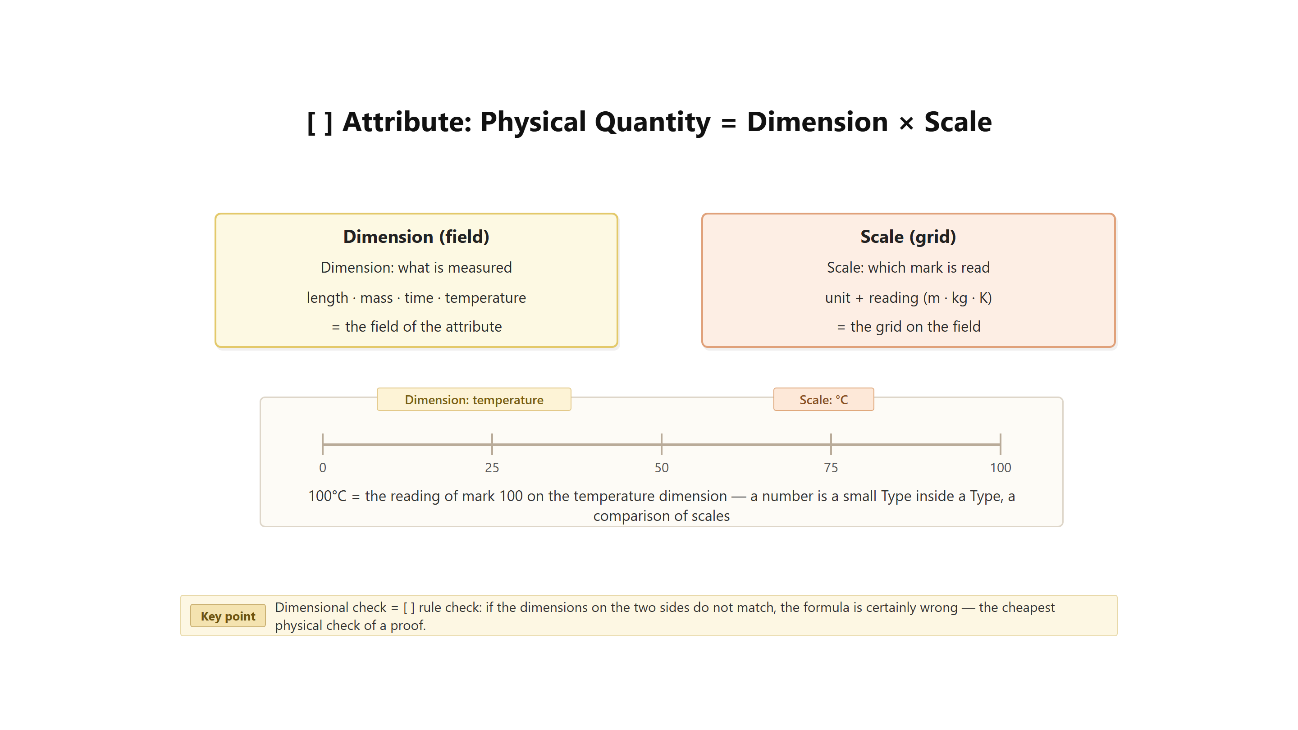 [ ] Attribute: Physical Quantity = Dimension × Scale
Dimension (field)
Dimension: what is measured
length · mass · time · temperature
= the field of the attribute
Scale (grid)
Scale: which mark is read
unit + reading (m · kg · K)
= the grid on the field
Dimension: temperature
Scale: °C
0 25 50 75 100
100°C = the reading of mark 100 on the temperature dimension — a number is a small Type inside a Type, a
comparison of scales
Key point
Dimensional check = [ ] rule check: if the dimensions on the two sides do not match, the formula is certainly wrong — the cheapest
physical check of a proof.